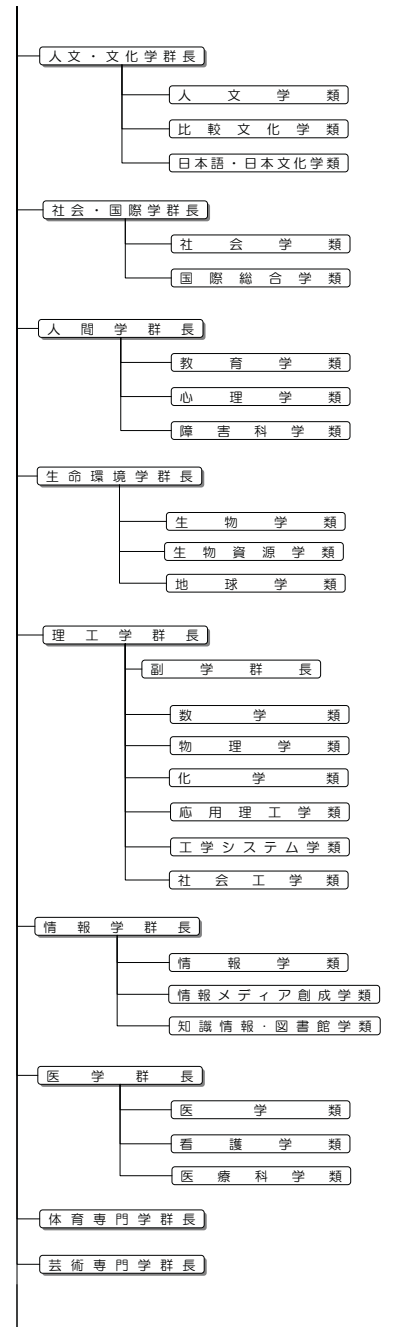 人文・文化学群長
人文学類
比較文化学類
日本語・日本文化学類
社会・国際学群長
社会学類
国際総合学類
人間学群長
教育学類
心理学類
障害科学類
生命環境学群長
生物学類
生物資源学類
地球学類
理工学群長
副学群長
数学類
物理学類
化学類
応用理工学類
工学システム学類
社会工学類
情報学群長
情報学類
情報メディア創成学類
知識情報・図書館学類
医学群長
医学類
看護学類
医療科学類
体育専門学群長
芸術専門学群長